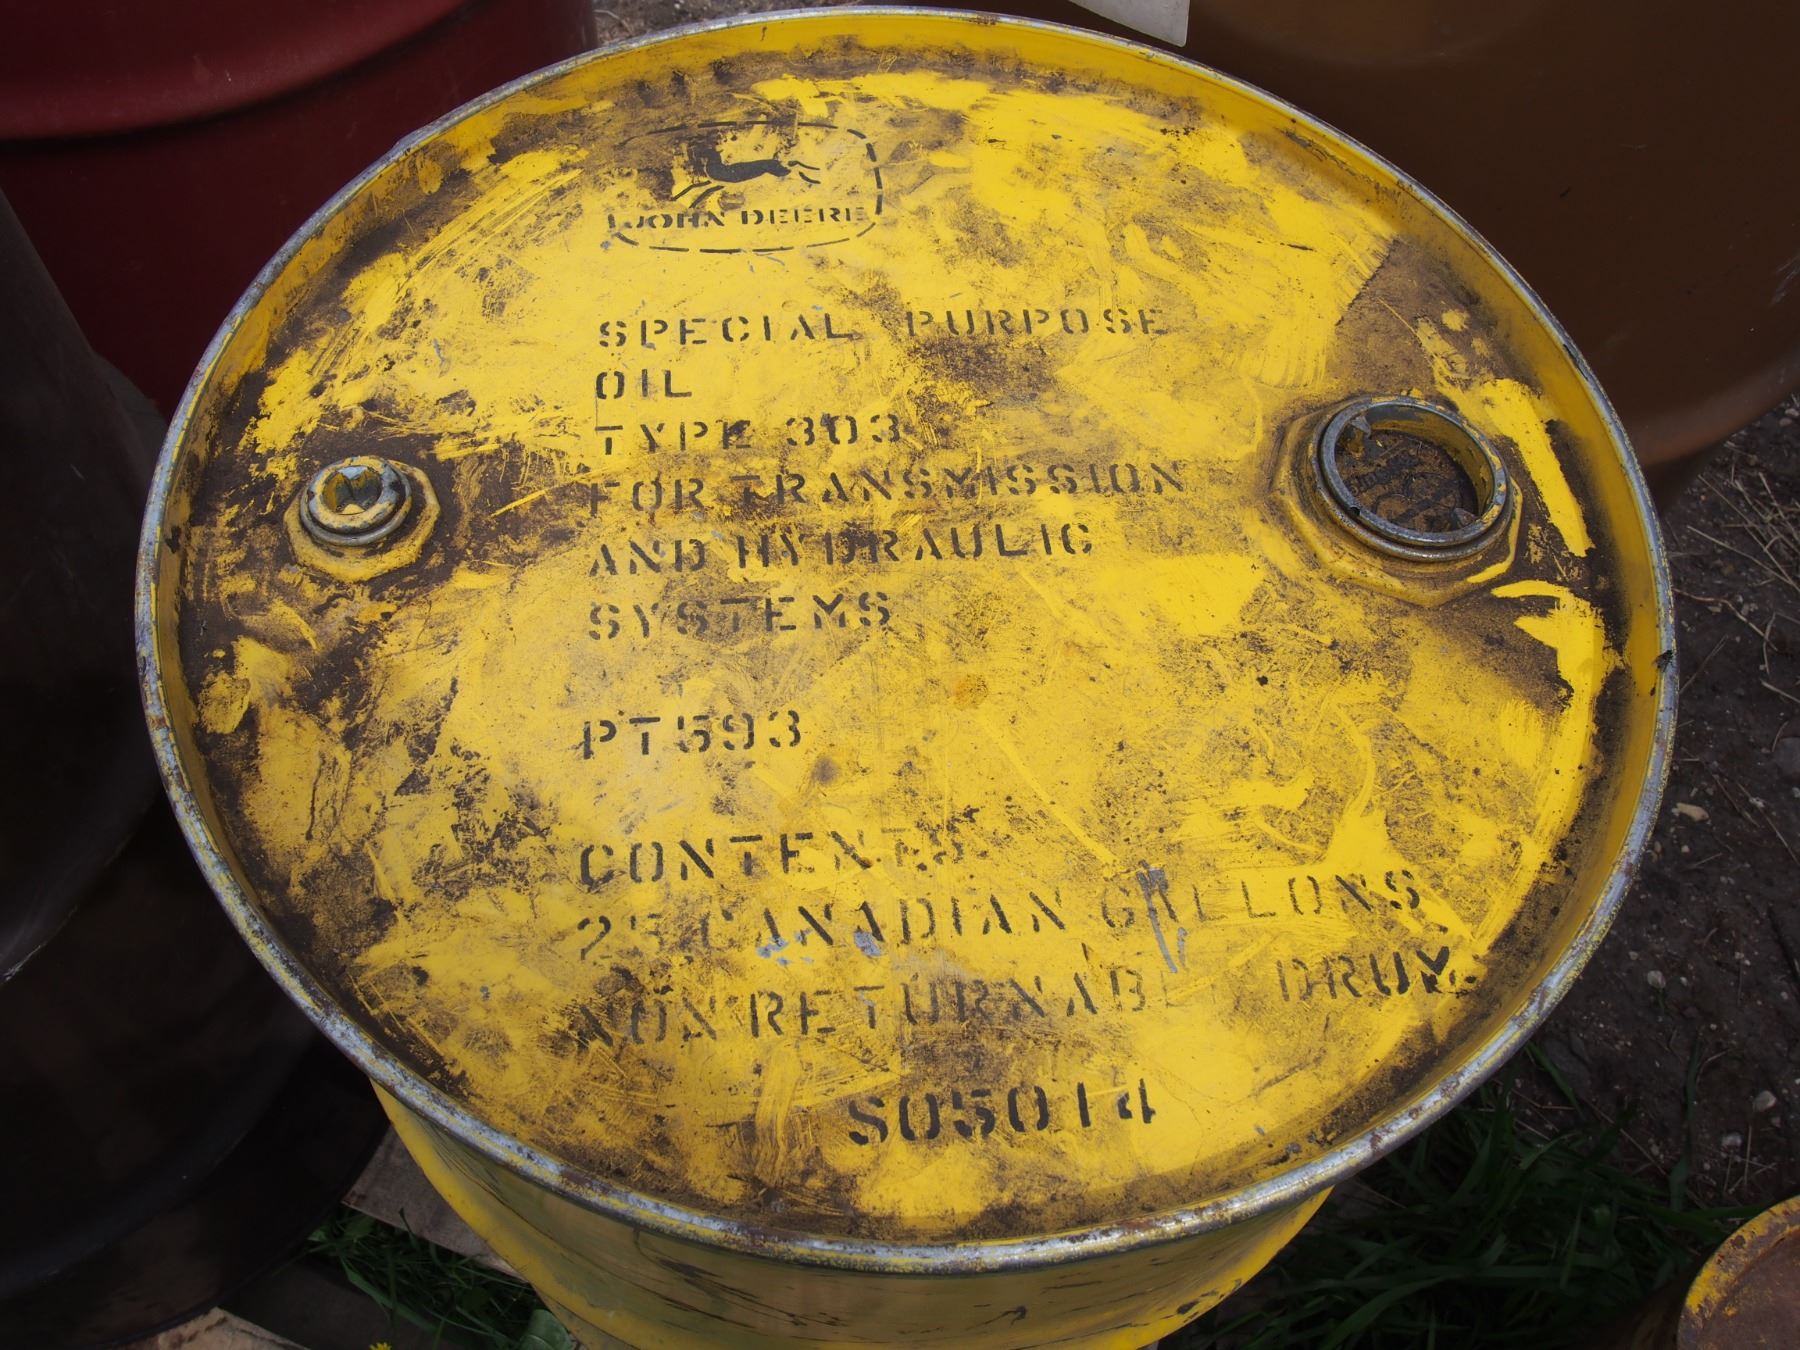 JOHN DEERE
SPECIAL PURPOSE
OIL
TYPE 303
FOR TRANSMISSION
AND HYDRAULIC
SYSTEMS
PT593
CONTENTS
25 CANADIAN GALLONS
NON RETURNABLE DRUM
S05014